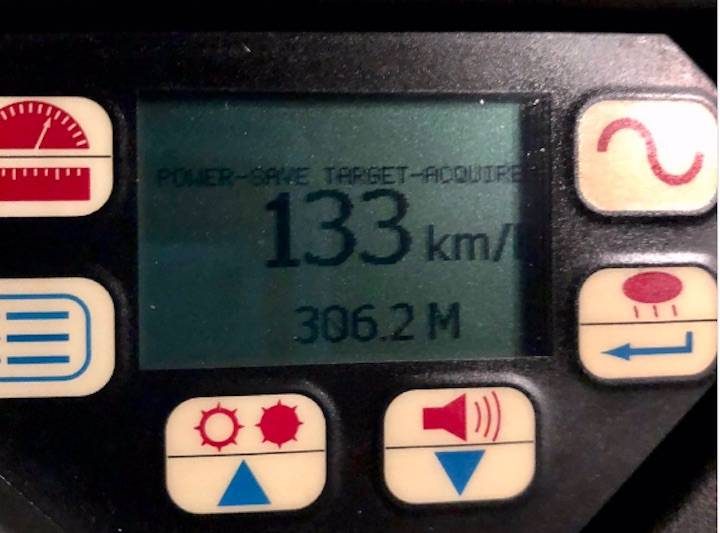 POWER-SAVE TARGET-ACQUIRE
133 km/
306.2 M